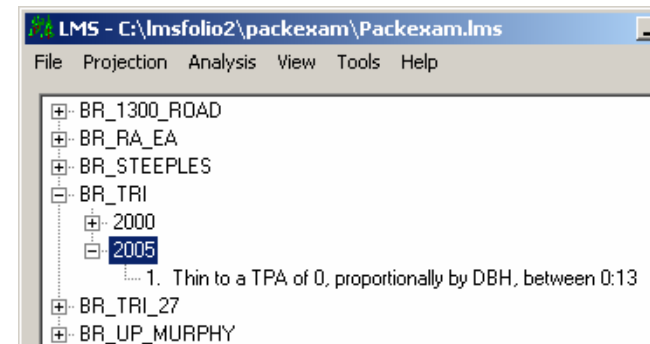 LMS - C:\lmsfolio2\packexam\Packexam.lms
File Projection Analysis View Tools Help
BR_1300_ROAD
BR_RA_EA
BR_STEEPLES
BR_TRI
2000
2005
1. Thin to a TPA of 0, proportionally by DBH, between 0:13
BR_TRI_27
BR_UP_MURPHY